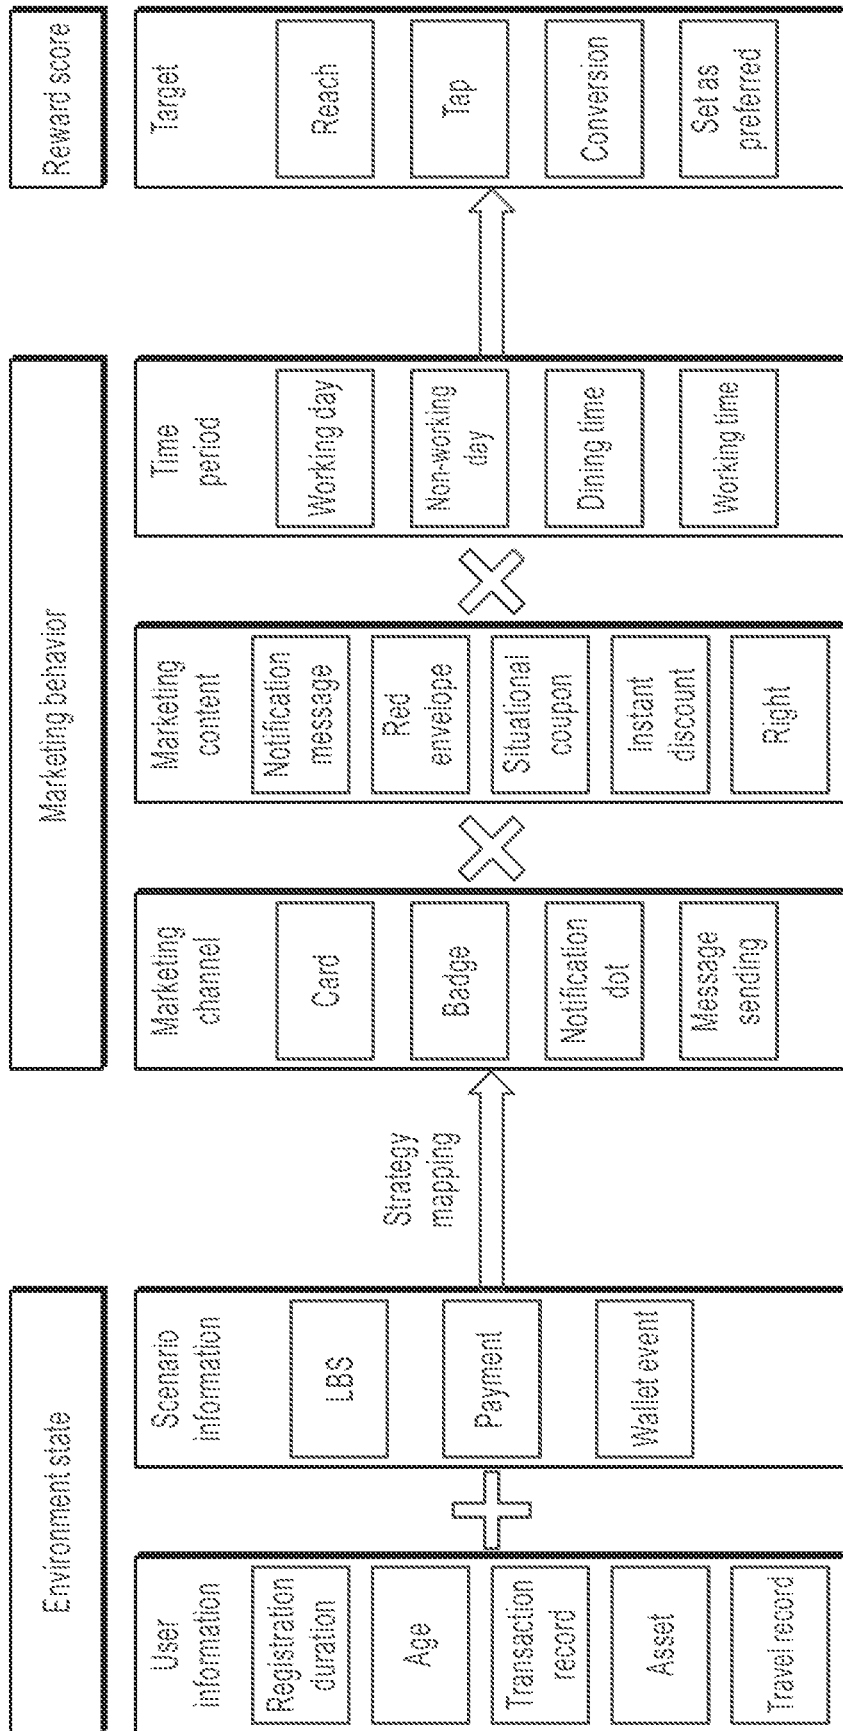 Environment state
User
information
Registration
duration
Age
Transaction
record
Asset
Travel record
Scenario
information
LBS
Payment
Wallet event
Strategy
mapping
Marketing behavior
Marketing
channel
Card
Badge
Notification
dot
Message
sending
Marketing
content
Notification
message
Red
envelope
Situational
coupon
Instant
discount
Right
Time
period
Working day
Non-working
day
Dining time
Working time
Reward score
Target
Reach
Tap
Conversion
Set as
preferred